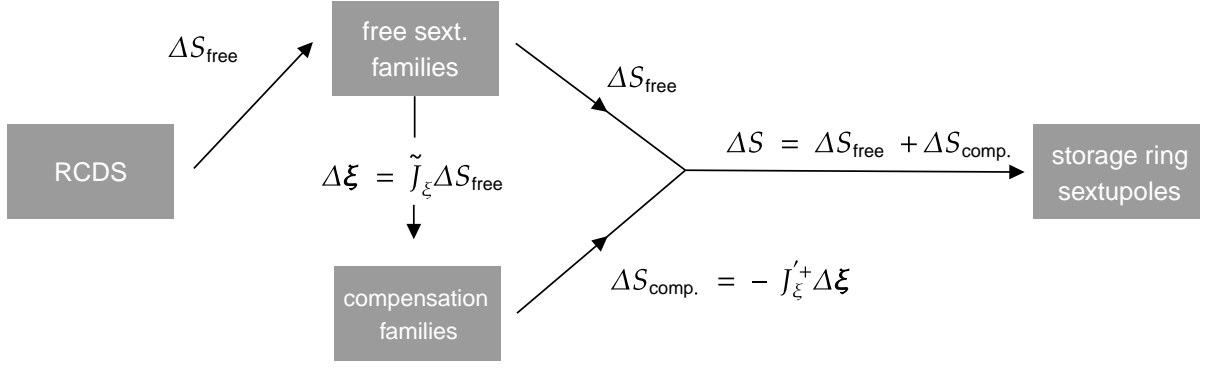 ΔS_free
free sext.
families
ΔS_free
RCDS
Δξ = J̃_ξ ΔS_free
ΔS = ΔS_free + ΔS_comp.
storage ring
sextupoles
compensation
families
ΔS_comp. = − J_ξ^'+ Δξ